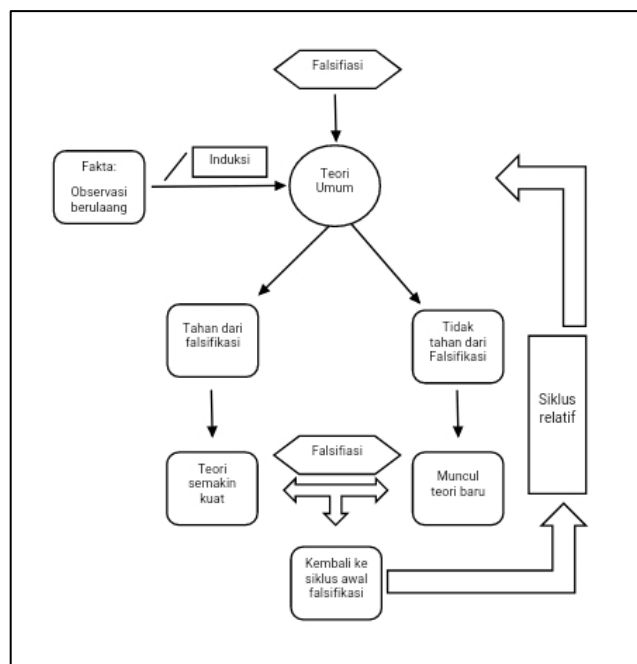 Falsifiasi
Fakta:
Observasi
berulaang
Induksi
Teori
Umum
Tahan dari
falsifikasi
Tidak
tahan dari
Falsifikasi
Siklus
relatif
Teori
semakin
kuat
Falsifiasi
Muncul
teori baru
Kembali ke
siklus awal
falsifikasi